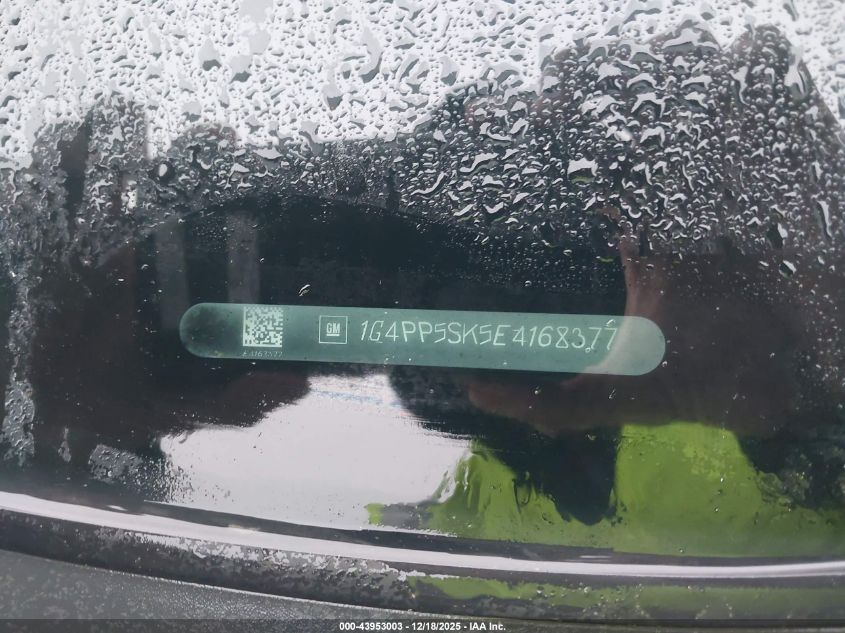 GM 1G4PP5SK5E4168377
000-43953003 - 12/18/2025 - IAA Inc.